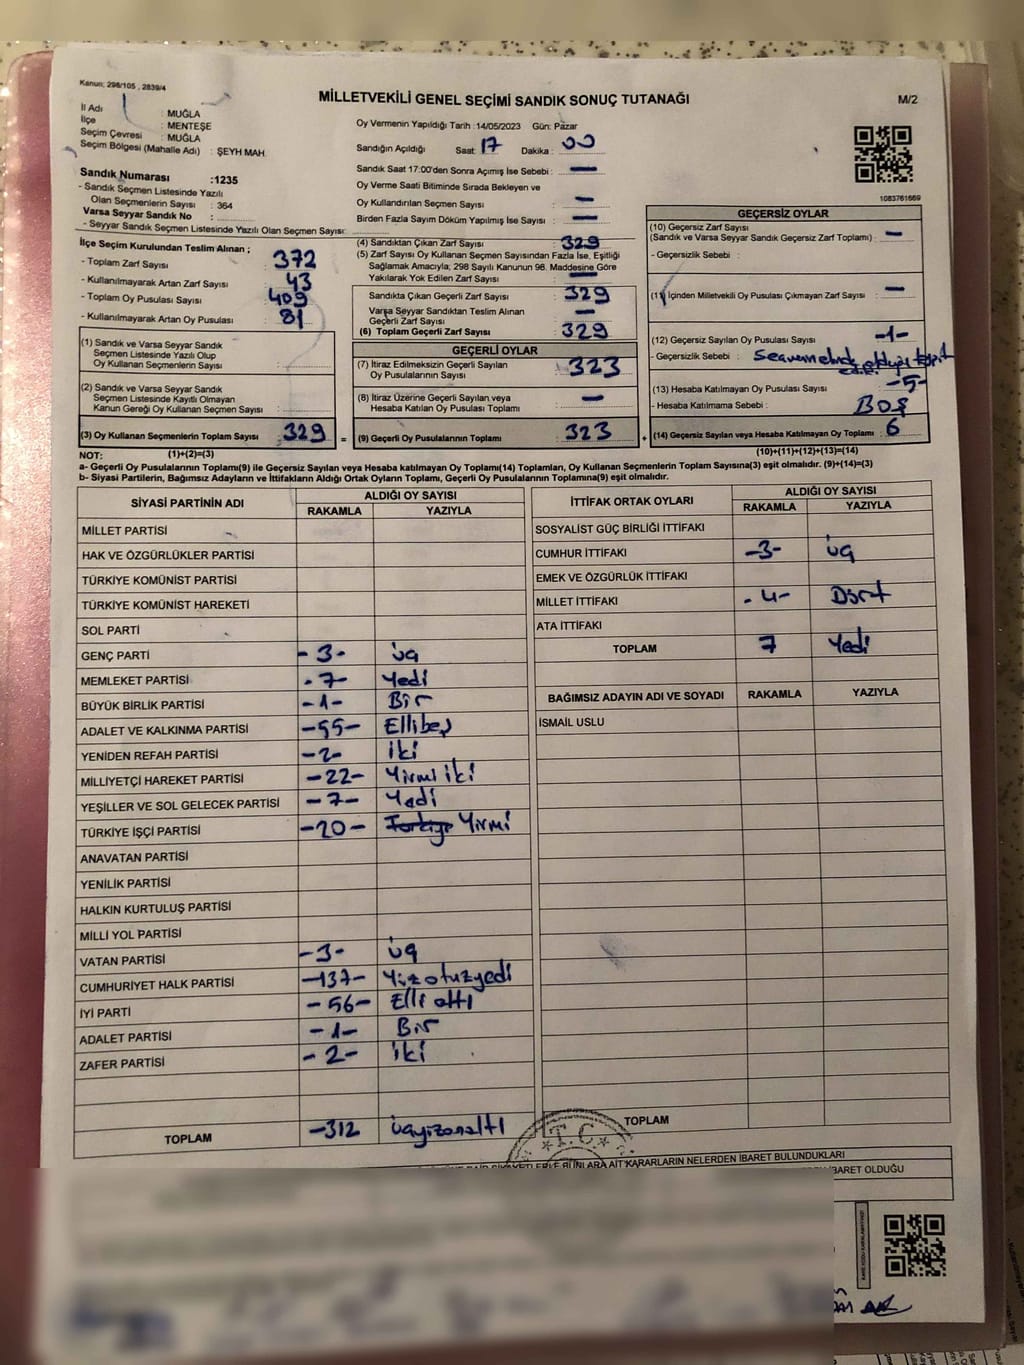 Kanun: 298/105 , 2839/4
MİLLETVEKİLİ GENEL SEÇİMİ SANDIK SONUÇ TUTANAĞI
M/2
İl Adı : MUĞLA
İlçe : MENTEŞE
Seçim Çevresi : MUĞLA
Seçim Bölgesi (Mahalle Adı) : ŞEYH MAH.
Sandık Numarası :1235
- Sandık Seçmen Listesinde Yazılı
Olan Seçmenlerin Sayısı : 364
Varsa Seyyar Sandık No :
- Seyyar Sandık Seçmen Listesinde Yazılı Olan Seçmen Sayısı:
Oy Vermenin Yapıldığı Tarih :14/05/2023 Gün: Pazar
Sandığın Açıldığı Saat: 17 Dakika : 00
Sandık Saat 17:00'den Sonra Açımış İse Sebebi: —
Oy Verme Saati Bitiminde Sırada Bekleyen ve
Oy Kullandırılan Seçmen Sayısı : —
Birden Fazla Sayım Döküm Yapılmış İse Sayısı : —
1083761669
İlçe Seçim Kurulundan Teslim Alınan ;
- Toplam Zarf Sayısı : 372
- Kullanılmayarak Artan Zarf Sayısı : 43
- Toplam Oy Pusulası Sayısı : 409
- Kullanılmayarak Artan Oy Pusulası : 81
(1) Sandık ve Varsa Seyyar Sandık
Seçmen Listesinde Yazılı Olup
Oy Kullanan Seçmenlerin Sayısı :
(2) Sandık ve Varsa Seyyar Sandık
Seçmen Listesinde Kayıtlı Olmayan
Kanun Gereği Oy Kullanan Seçmen Sayısı :
(3) Oy Kullanan Seçmenlerin Toplam Sayısı : 329 =
(4) Sandıktan Çıkan Zarf Sayısı : 329
(5) Zarf Sayısı Oy Kullanan Seçmen Sayısından Fazla İse, Eşitliği
Sağlamak Amacıyla, 298 Sayılı Kanunun 98. Maddesine Göre
Yakılarak Yok Edilen Zarf Sayısı : —
Sandıkta Çıkan Geçerli Zarf Sayısı : 329
Varsa Seyyar Sandıktan Teslim Alınan
Geçerli Zarf Sayısı : —
(6) Toplam Geçerli Zarf Sayısı : 329
GEÇERLİ OYLAR
(7) İtiraz Edilmeksizin Geçerli Sayılan
Oy Pusulalarının Sayısı : 323
(8) İtiraz Üzerine Geçerli Sayılan veya
Hesaba Katılan Oy Pusulası Toplamı : —
(9) Geçerli Oy Pusulalarının Toplamı : 323 +
GEÇERSİZ OYLAR
(10) Geçersiz Zarf Sayısı
(Sandık ve Varsa Seyyar Sandık Geçersiz Zarf Toplamı) : —
- Geçersizlik Sebebi :
(11) İçinden Milletvekili Oy Pusulası Çıkmayan Zarf Sayısı : —
(12) Geçersiz Sayılan Oy Pusulası Sayısı : -1-
- Geçersizlik Sebebi :
(13) Hesaba Katılmayan Oy Pusulası Sayısı : -5-
- Hesaba Katılmama Sebebi : BOŞ
(14) Geçersiz Sayılan veya Hesaba Katılmayan Oy Toplamı : 6
NOT: (1)+(2)=(3) (10)+(11)+(12)+(13)=(14)
a- Geçerli Oy Pusulalarının Toplamı(9) ile Geçersiz Sayılan veya Hesaba katılmayan Oy Toplamı(14) Toplamları, Oy Kullanan Seçmenlerin Toplam Sayısına(3) eşit olmalıdır. (9)+(14)=(3)
b- Siyasi Partilerin, Bağımsız Adayların ve İttifakların Aldığı Ortak Oyların Toplamı, Geçerli Oy Pusulalarının Toplamına(9) eşit olmalıdır.
SİYASİ PARTİNİN ADI ALDIĞI OY SAYISI
RAKAMLA YAZIYLA
MİLLET PARTİSİ
HAK VE ÖZGÜRLÜKLER PARTİSİ
TÜRKİYE KOMÜNİST PARTİSİ
TÜRKİYE KOMÜNİST HAREKETİ
SOL PARTİ
GENÇ PARTİ -3- üç
MEMLEKET PARTİSİ -7- Yedi
BÜYÜK BİRLİK PARTİSİ -1- Bir
ADALET VE KALKINMA PARTİSİ -55- Ellibeş
YENİDEN REFAH PARTİSİ -2- iki
MİLLİYETÇİ HAREKET PARTİSİ -22- Yirmi iki
YEŞİLLER VE SOL GELECEK PARTİSİ -7- Yedi
TÜRKİYE İŞÇİ PARTİSİ -20- Yirmi
ANAVATAN PARTİSİ
YENİLİK PARTİSİ
HALKIN KURTULUŞ PARTİSİ
MİLLİ YOL PARTİSİ
VATAN PARTİSİ -3- üç
CUMHURİYET HALK PARTİSİ -137- Yüzotuzyedi
İYİ PARTİ -56- Elli altı
ADALET PARTİSİ -1- Bir
ZAFER PARTİSİ -2- iki
TOPLAM -312
İTTİFAK ORTAK OYLARI ALDIĞI OY SAYISI
RAKAMLA YAZIYLA
SOSYALİST GÜÇ BİRLİĞİ İTTİFAKI
CUMHUR İTTİFAKI -3- üç
EMEK VE ÖZGÜRLÜK İTTİFAKI
MİLLET İTTİFAKI -4- Dört
ATA İTTİFAKI
TOPLAM 7 Yedi
BAĞIMSIZ ADAYIN ADI VE SOYADI RAKAMLA YAZIYLA
İSMAİL USLU
TOPLAM
T.C.
KARARLARIN NELERDEN İBARET BULUNDUKLARI
İBARET OLDUĞU